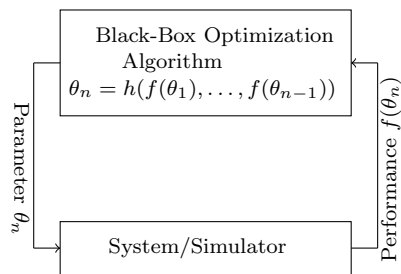 Black-Box Optimization
Algorithm
θₙ = h(f(θ₁), . . . , f(θₙ₋₁))
Parameter θₙ
Performance f(θₙ)
System/Simulator